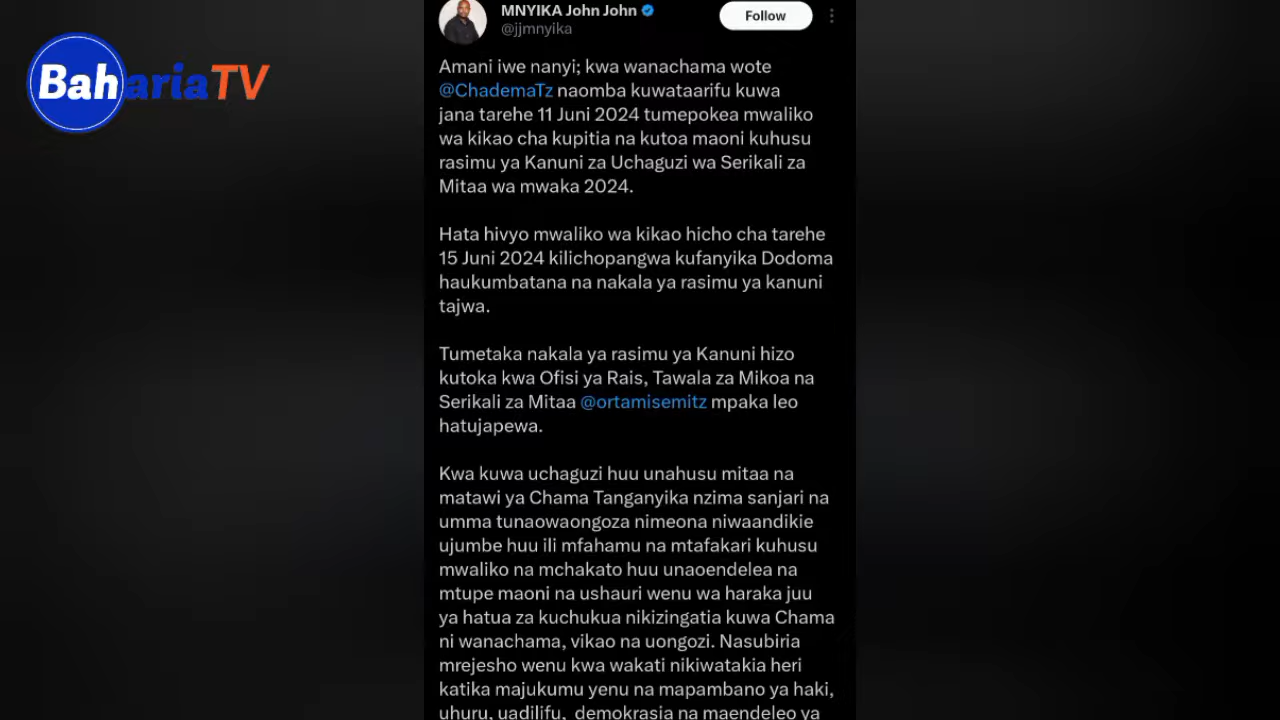 BahariaTV
MNYIKA John John
Follow
@jjmnyika
Amani iwe nanyi; kwa wanachama wote
@ChademaTz naomba kuwataarifu kuwa
jana tarehe 11 Juni 2024 tumepokea mwaliko
wa kikao cha kupitia na kutoa maoni kuhusu
rasimu ya Kanuni za Uchaguzi wa Serikali za
Mitaa wa mwaka 2024.
Hata hivyo mwaliko wa kikao hicho cha tarehe
15 Juni 2024 kilichopangwa kufanyika Dodoma
haukumbatana na nakala ya rasimu ya kanuni
tajwa.
Tumetaka nakala ya rasimu ya Kanuni hizo
kutoka kwa Ofisi ya Rais, Tawala za Mikoa na
Serikali za Mitaa @ortamisemitz mpaka leo
hatujapewa.
Kwa kuwa uchaguzi huu unahusu mitaa na
matawi ya Chama Tanganyika nzima sanjari na
umma tunaowaongoza nimeona niwaandikie
ujumbe huu ili mfahamu na mtafakari kuhusu
mwaliko na mchakato huu unaoendelea na
mtupe maoni na ushauri wenu wa haraka juu
ya hatua za kuchukua nikizingatia kuwa Chama
ni wanachama, vikao na uongozi. Nasubiria
mrejesho wenu kwa wakati nikiwatakia heri
katika majukumu yenu na mapambano ya haki,
uhuru, uadilifu, demokrasia na maendeleo ya